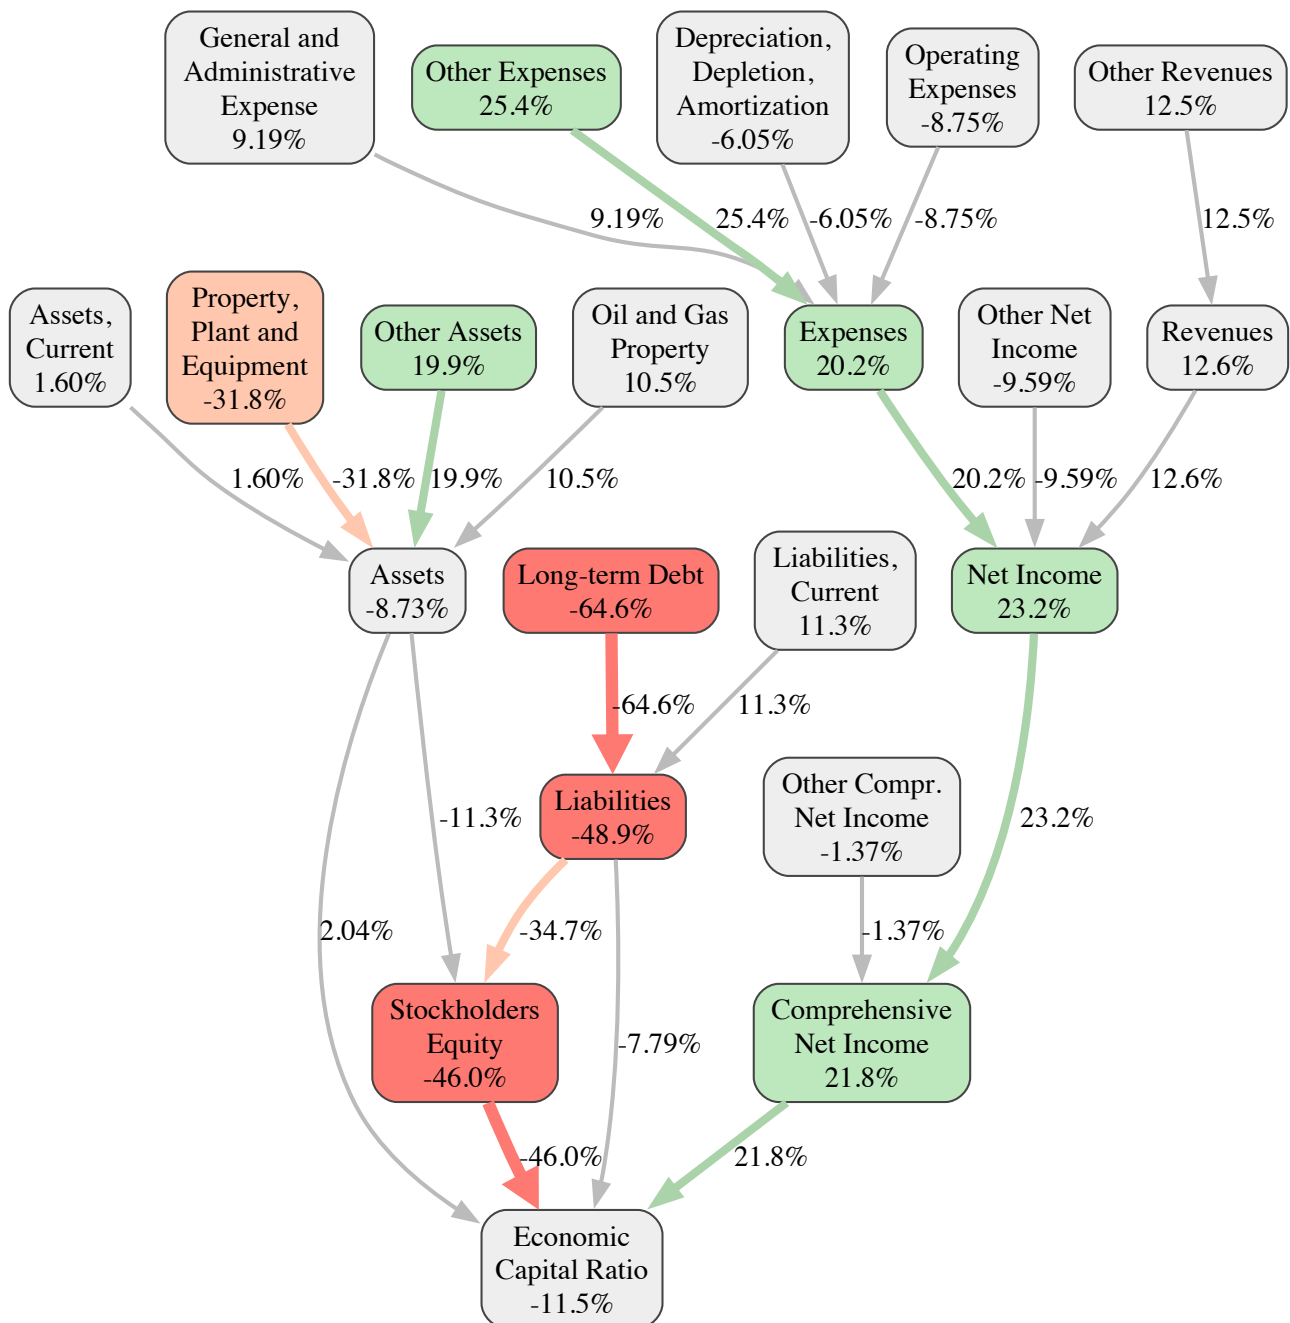 General and
Administrative
Expense
9.19%
Other Expenses
25.4%
Depreciation,
Depletion,
Amortization
-6.05%
Operating
Expenses
-8.75%
Other Revenues
12.5%
9.19%
25.4%
-6.05%
-8.75%
12.5%
Assets,
Current
1.60%
Property,
Plant and
Equipment
-31.8%
Other Assets
19.9%
Oil and Gas
Property
10.5%
Expenses
20.2%
Other Net
Income
-9.59%
Revenues
12.6%
1.60%
-31.8%
19.9%
10.5%
20.2%
-9.59%
12.6%
Assets
-8.73%
Long-term Debt
-64.6%
Liabilities,
Current
11.3%
Net Income
23.2%
-64.6%
11.3%
Liabilities
-48.9%
Other Compr.
Net Income
-1.37%
-11.3%
23.2%
2.04%
-34.7%
-1.37%
Stockholders
Equity
-46.0%
-7.79%
Comprehensive
Net Income
21.8%
-46.0%
21.8%
Economic
Capital Ratio
-11.5%